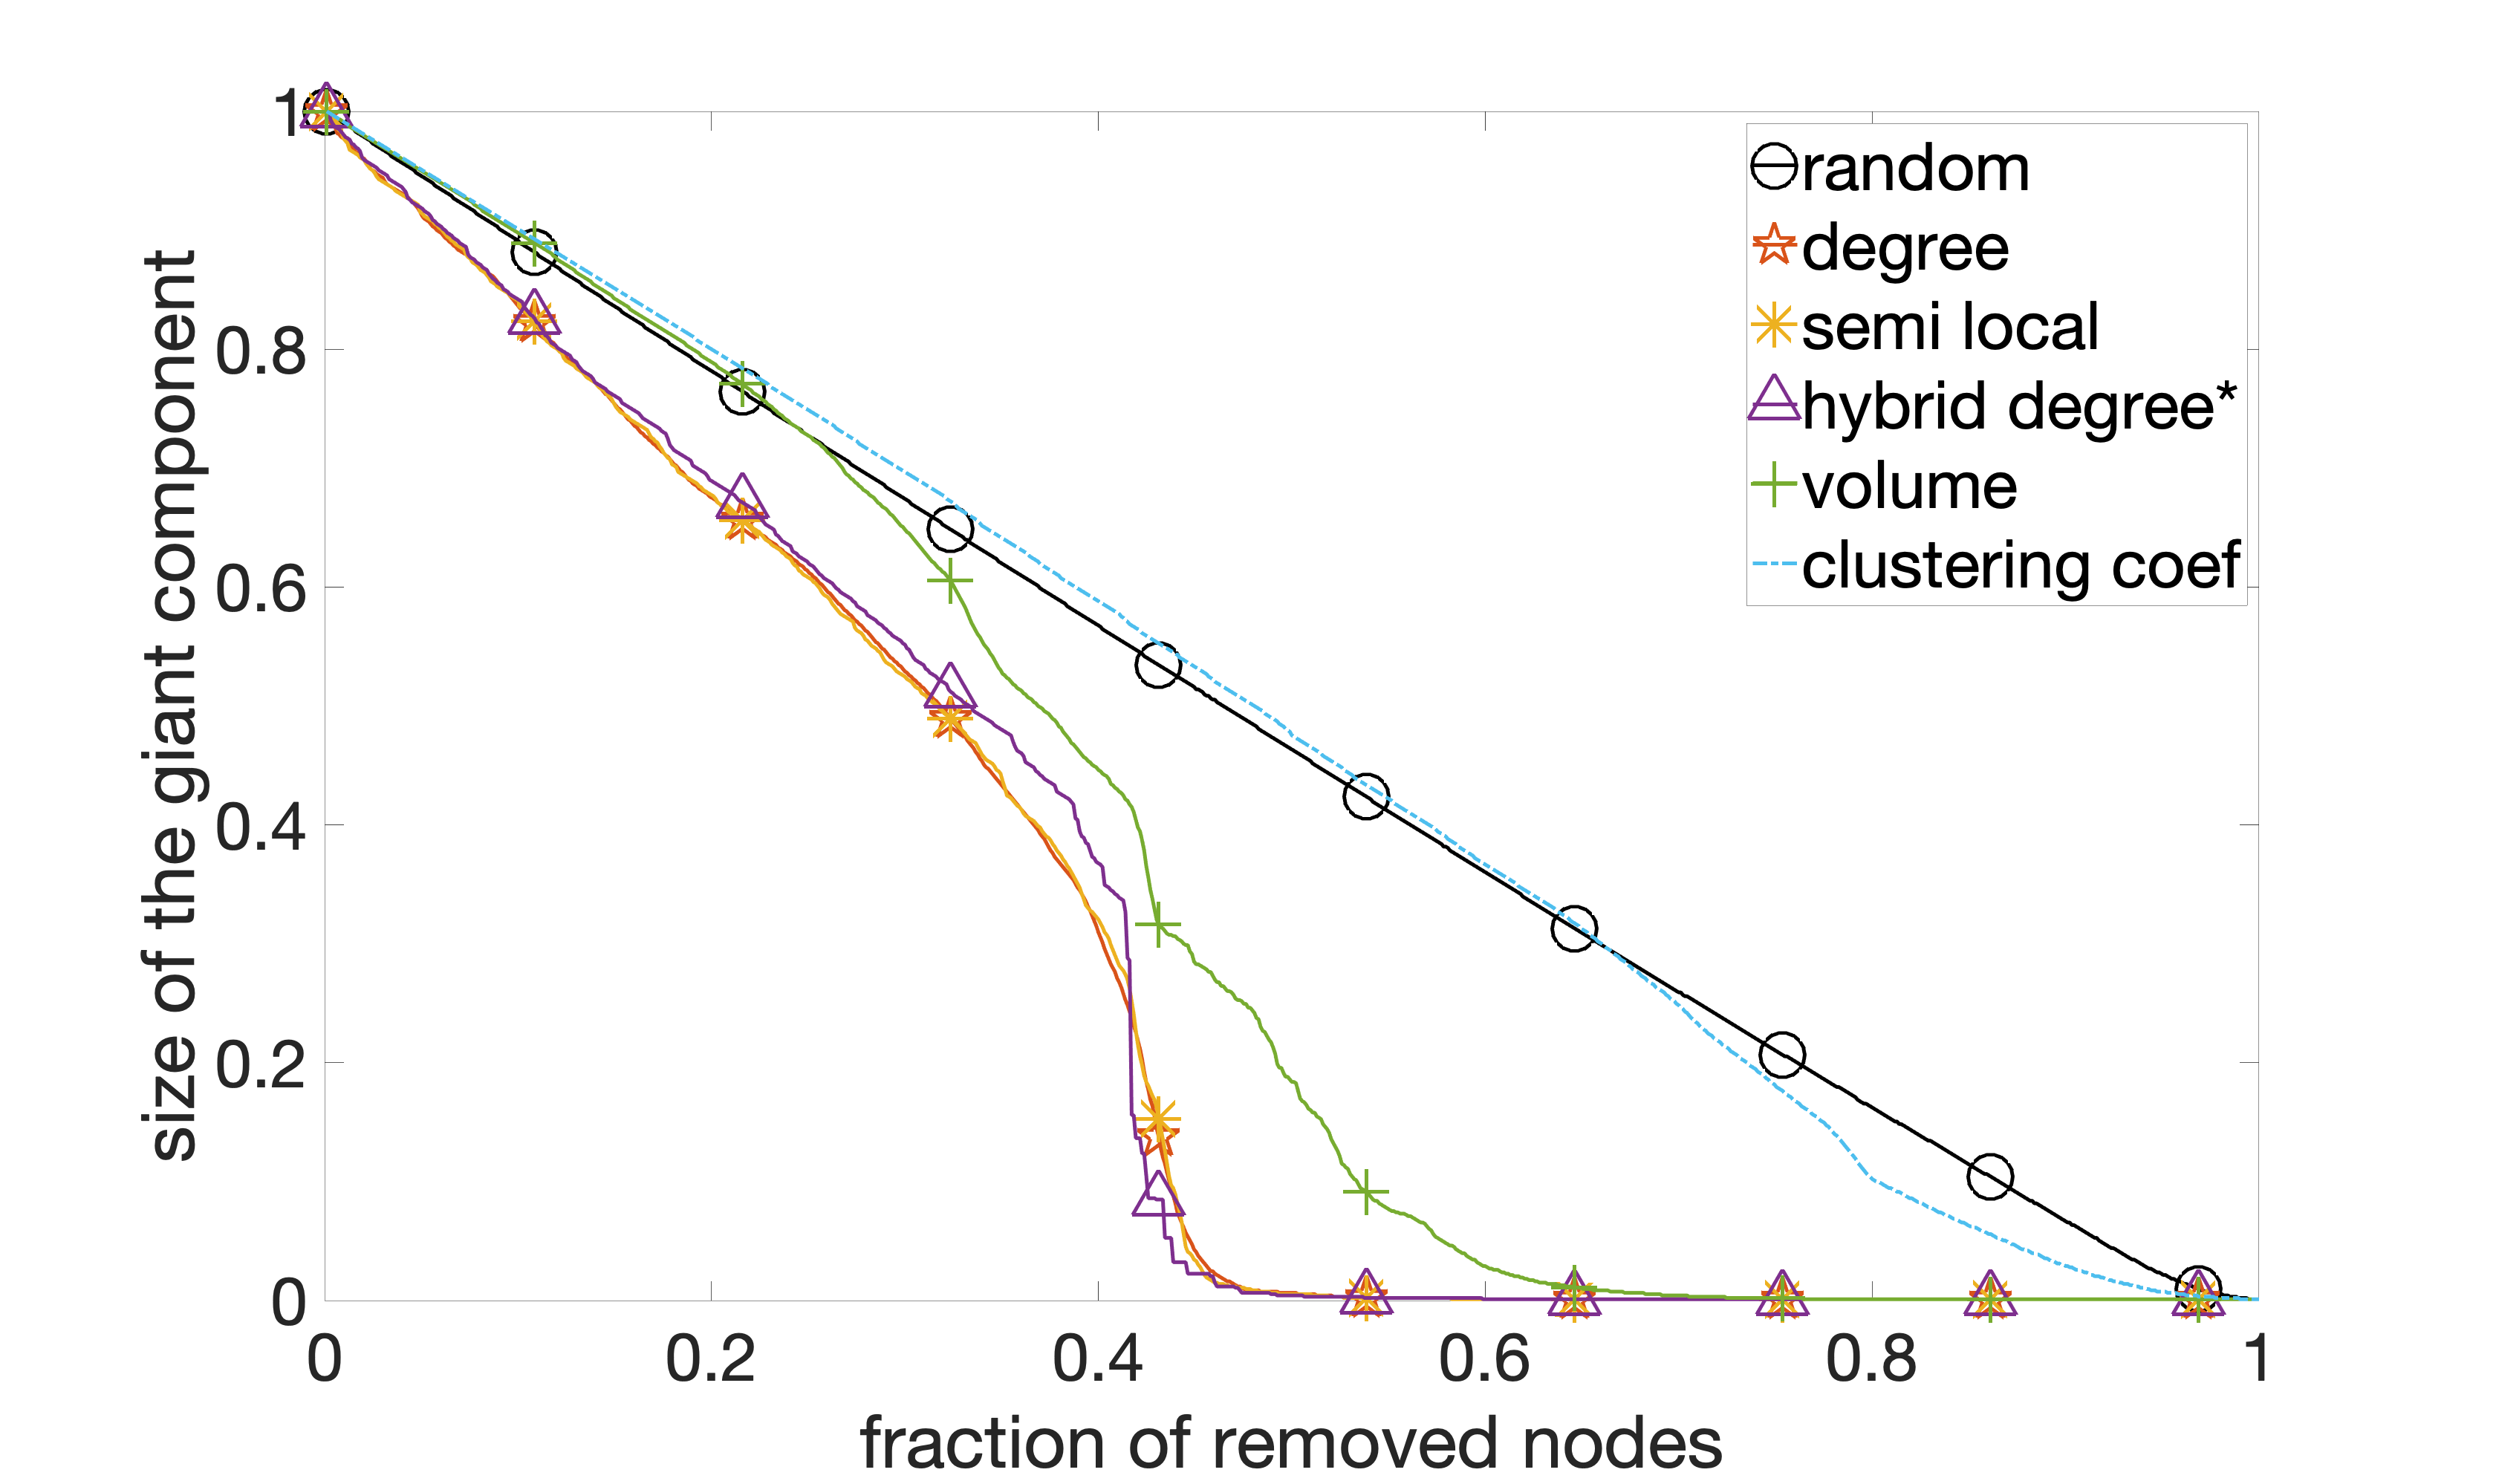 1
0.8
0.6
0.4
0.2
0
0
0.2
0.4
0.6
0.8
1
size of the giant component
fraction of removed nodes
random
degree
semi local
hybrid degree*
volume
clustering coef